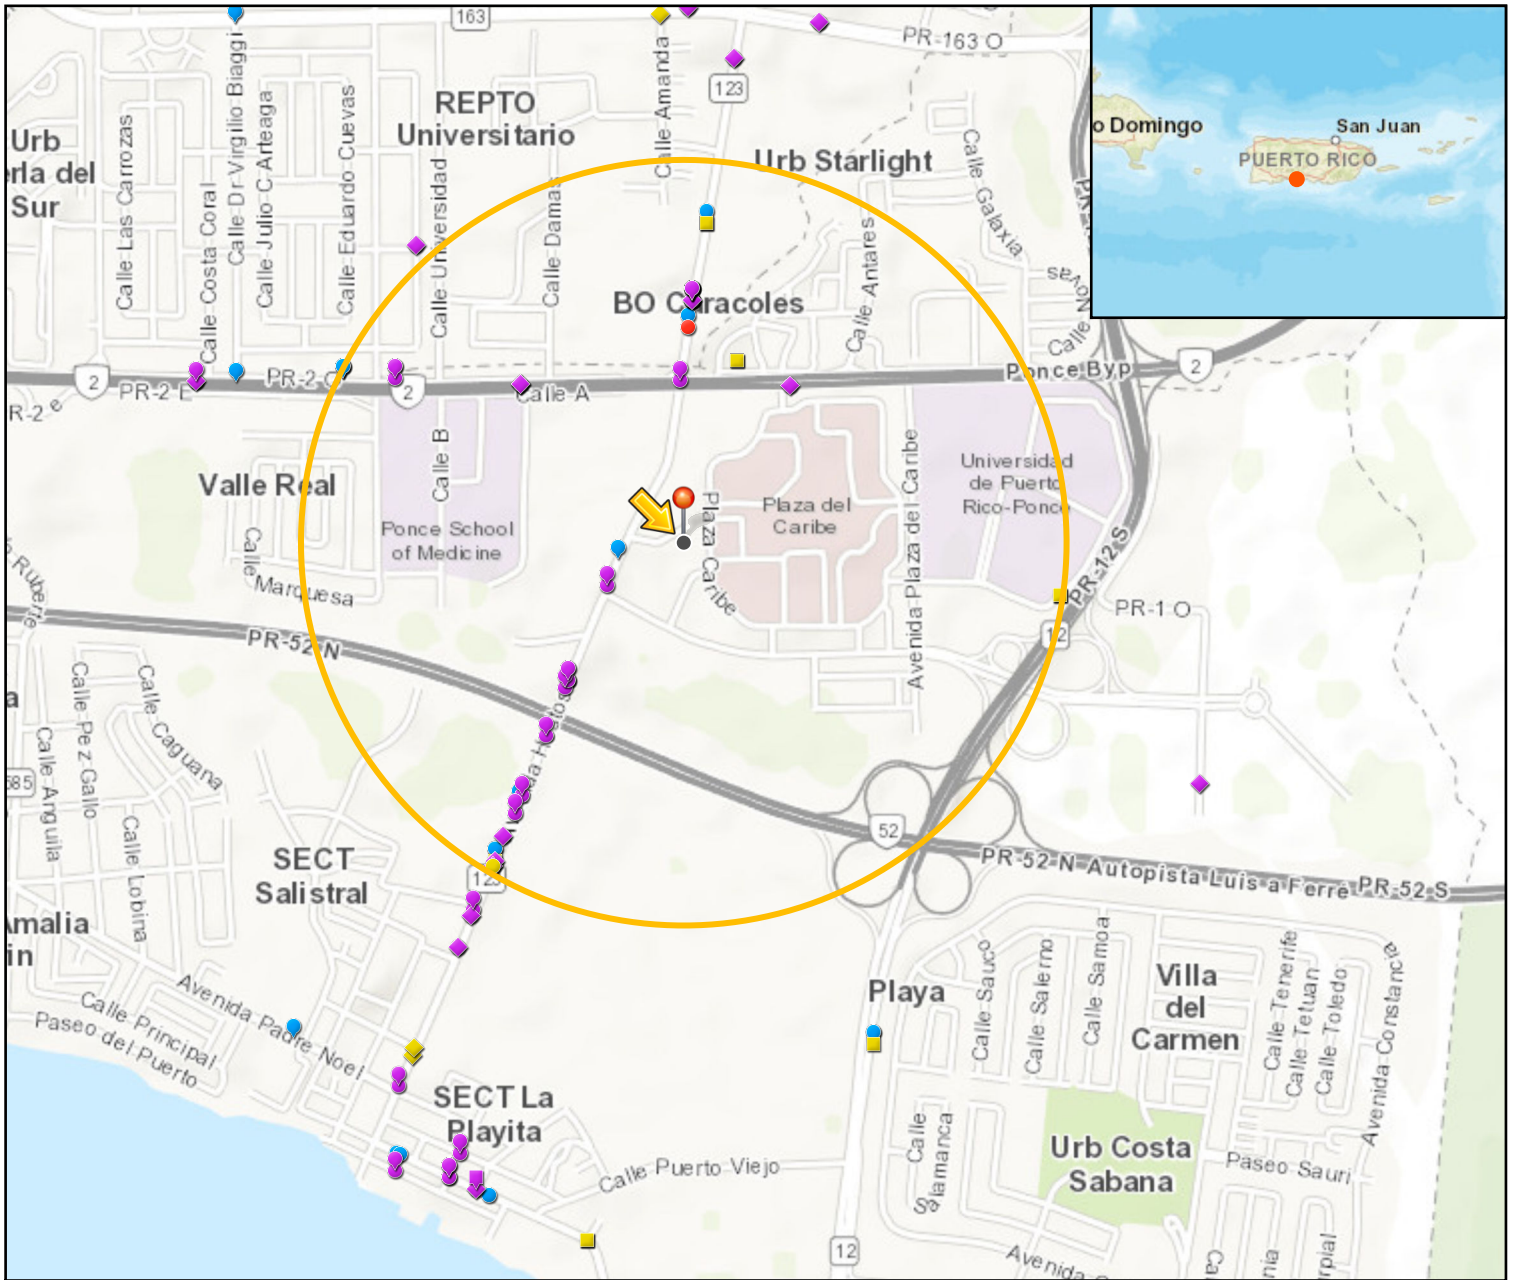 163
PR-163 O
123
REPTO
Universitario
Calle Amanda
Urb Starlight
Urb
erla del
Sur
Calle Las Carrozas
Calle Costa Coral
Calle Dr Virgilio Biaggi
Calle Julio C Arteaga
Calle Eduardo Cuevas
Calle Universidad
Calle Damas
Calle Antares
Calle Galaxia
Calle Novas
o Domingo
San Juan
PUERTO RICO
BO Caracoles
2
PR-2 E
PR-2 O
2
Calle A
Ponce Byp
2
R-2 e
Valle Real
Calle B
Ponce School
of Medicine
Calle Marquesa
Plaza Caribe
Plaza del
Caribe
Avenida Plaza del Caribe
Universidad
de Puerto
Rico-Ponce
PR-12 S
PR-1 O
12
PR-52 N
a
585
Calle Pez Gallo
Calle Caguana
Calle Anguila
Calle Lobina
52
PR-52 N Autopista Luis a Ferré PR-52 S
SECT
Salistral
123
Amalia
in
Avenida Padre Noel
Calle Principal
Paseo del Puerto
Playa
Calle Sauco
Calle Salerno
Calle Samoa
Villa
del
Carmen
Calle Tenerife
Calle Tetuan
Calle Toledo
Avenida Constancia
SECT La
Playita
Calle Puerto Viejo
Calle
Salamanca
Urb Costa
Sabana
Paseo Sauri
12
Avenida